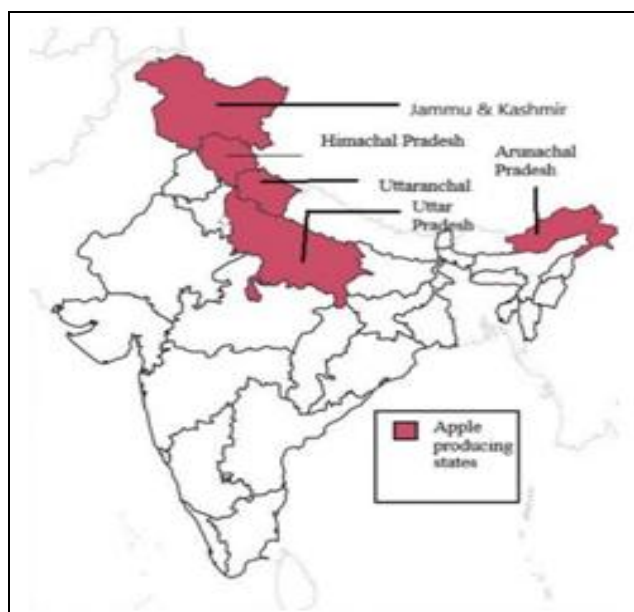 Jammu & Kashmir
Himachal Pradesh
Arunachal
Pradesh
Uttaranchal
Uttar
Pradesh
Apple
producing
states